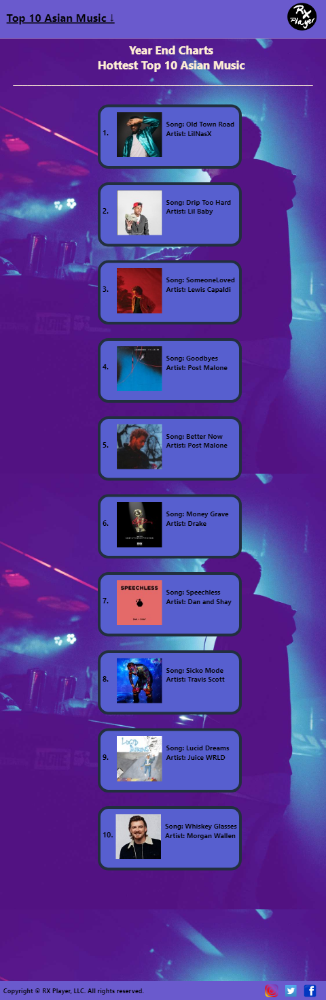 Top 10 Asian Music ↓
RX
Player
Year End Charts
Hottest Top 10 Asian Music
1.
Song: Old Town Road
Artist: LilNasX
2.
Song: Drip Too Hard
Artist: Lil Baby
3.
Song: SomeoneLoved
Artist: Lewis Capaldi
4.
Song: Goodbyes
Artist: Post Malone
5.
Song: Better Now
Artist: Post Malone
6.
Song: Money Grave
Artist: Drake
7.
SPEECHLESS
DAN + SHAY
Song: Speechless
Artist: Dan and Shay
8.
Song: Sicko Mode
Artist: Travis Scott
9.
LUCID
DREAMS
Song: Lucid Dreams
Artist: Juice WRLD
10.
Song: Whiskey Glasses
Artist: Morgan Wallen
Copyright © RX Player, LLC. All rights reserved.